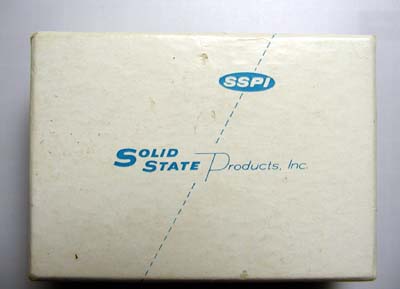 SSPI
SOLID
STATE Products, Inc.